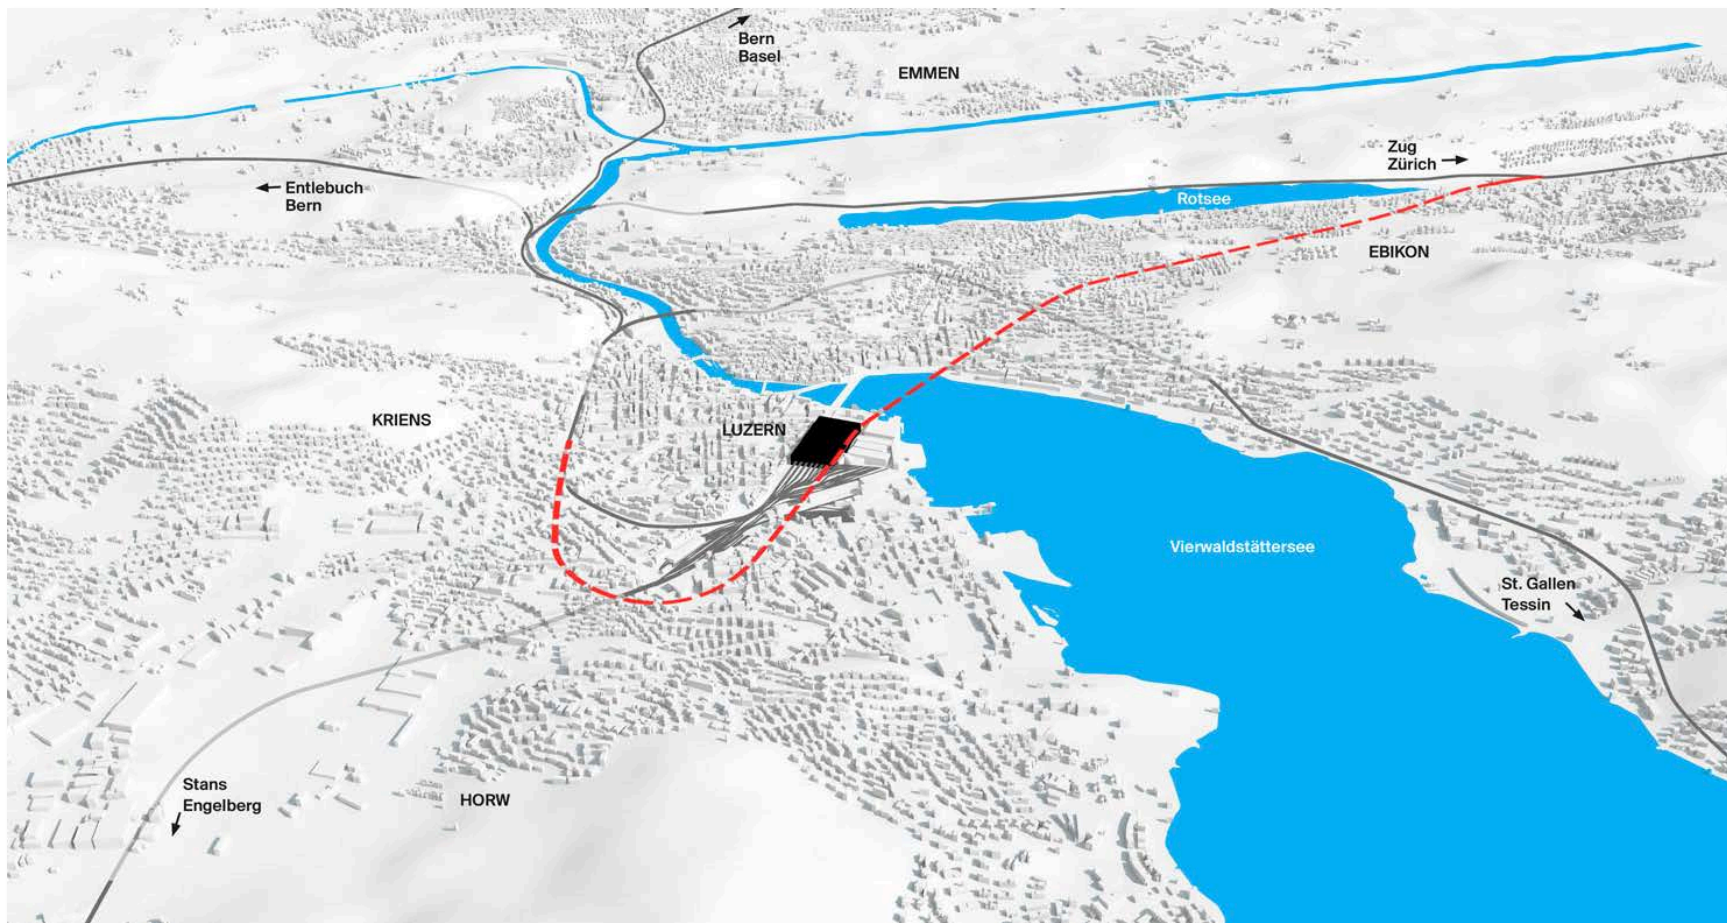 Bern
Basel
EMMEN
Zug
Zürich
Entlebuch
Bern
Rotsee
EBIKON
KRIENS
LUZERN
Vierwaldstättersee
St. Gallen
Tessin
Stans
Engelberg
HORW